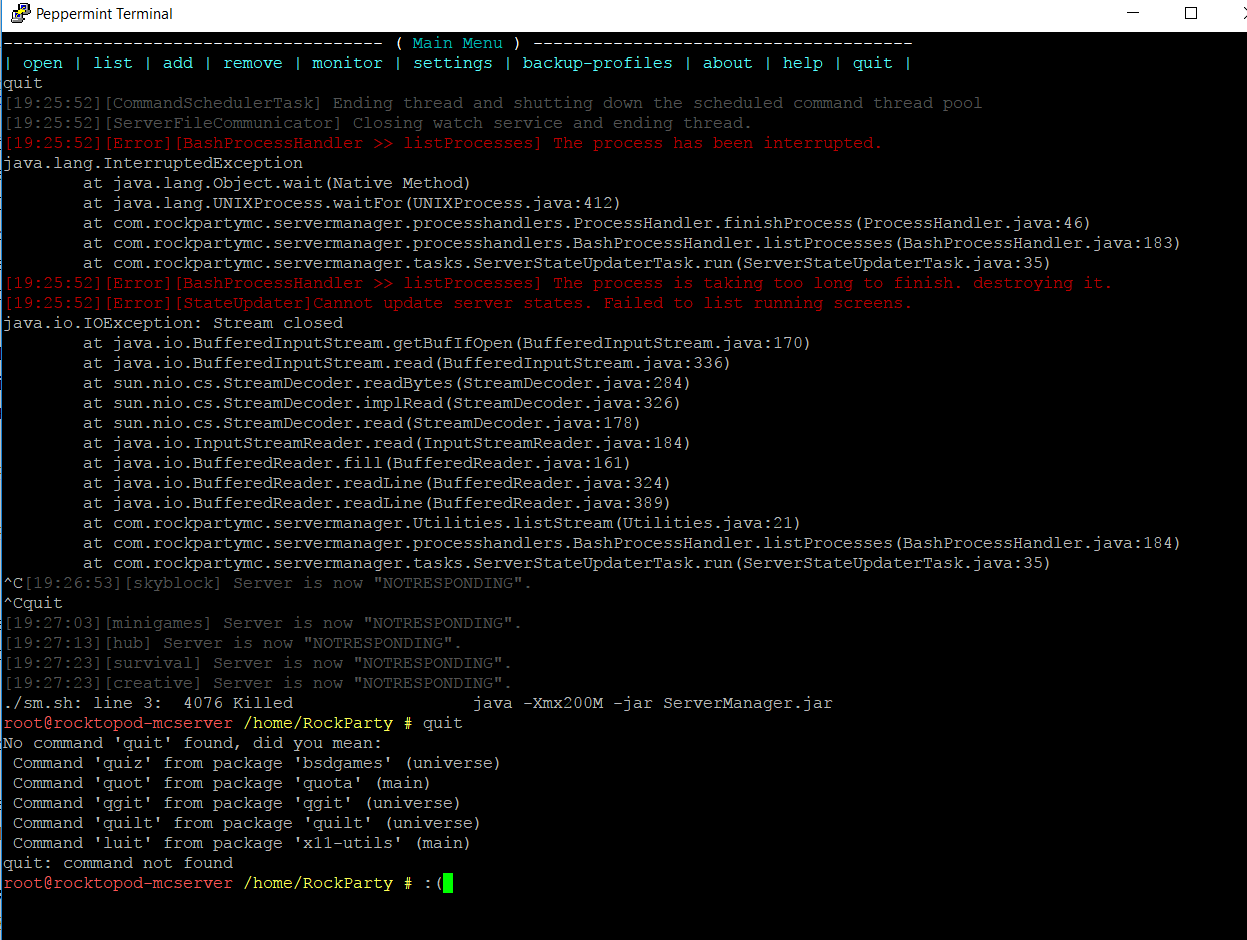 Peppermint Terminal
-------------------------------------- ( Main Menu ) --------------------------------------
| open | list | add | remove | monitor | settings | backup-profiles | about | help | quit |
quit
[19:25:52][CommandSchedulerTask] Ending thread and shutting down the scheduled command thread pool
[19:25:52][ServerFileCommunicator] Closing watch service and ending thread.
[19:25:52][Error][BashProcessHandler >> listProcesses] The process has been interrupted.
java.lang.InterruptedException
        at java.lang.Object.wait(Native Method)
        at java.lang.UNIXProcess.waitFor(UNIXProcess.java:412)
        at com.rockpartymc.servermanager.processhandlers.ProcessHandler.finishProcess(ProcessHandler.java:46)
        at com.rockpartymc.servermanager.processhandlers.BashProcessHandler.listProcesses(BashProcessHandler.java:183)
        at com.rockpartymc.servermanager.tasks.ServerStateUpdaterTask.run(ServerStateUpdaterTask.java:35)
[19:25:52][Error][BashProcessHandler >> listProcesses] The process is taking too long to finish. destroying it.
[19:25:52][Error][StateUpdater]Cannot update server states. Failed to list running screens.
java.io.IOException: Stream closed
        at java.io.BufferedInputStream.getBufIfOpen(BufferedInputStream.java:170)
        at java.io.BufferedInputStream.read(BufferedInputStream.java:336)
        at sun.nio.cs.StreamDecoder.readBytes(StreamDecoder.java:284)
        at sun.nio.cs.StreamDecoder.implRead(StreamDecoder.java:326)
        at sun.nio.cs.StreamDecoder.read(StreamDecoder.java:178)
        at java.io.InputStreamReader.read(InputStreamReader.java:184)
        at java.io.BufferedReader.fill(BufferedReader.java:161)
        at java.io.BufferedReader.readLine(BufferedReader.java:324)
        at java.io.BufferedReader.readLine(BufferedReader.java:389)
        at com.rockpartymc.servermanager.Utilities.listStream(Utilities.java:21)
        at com.rockpartymc.servermanager.processhandlers.BashProcessHandler.listProcesses(BashProcessHandler.java:184)
        at com.rockpartymc.servermanager.tasks.ServerStateUpdaterTask.run(ServerStateUpdaterTask.java:35)
^C[19:26:53][skyblock] Server is now "NOTRESPONDING".
^Cquit
[19:27:03][minigames] Server is now "NOTRESPONDING".
[19:27:13][hub] Server is now "NOTRESPONDING".
[19:27:23][survival] Server is now "NOTRESPONDING".
[19:27:23][creative] Server is now "NOTRESPONDING".
./sm.sh: line 3:  4076 Killed                  java -Xmx200M -jar ServerManager.jar
root@rocktopod-mcserver /home/RockParty # quit
No command 'quit' found, did you mean:
 Command 'quiz' from package 'bsdgames' (universe)
 Command 'quot' from package 'quota' (main)
 Command 'qgit' from package 'qgit' (universe)
 Command 'quilt' from package 'quilt' (universe)
 Command 'luit' from package 'x11-utils' (main)
quit: command not found
root@rocktopod-mcserver /home/RockParty # :(